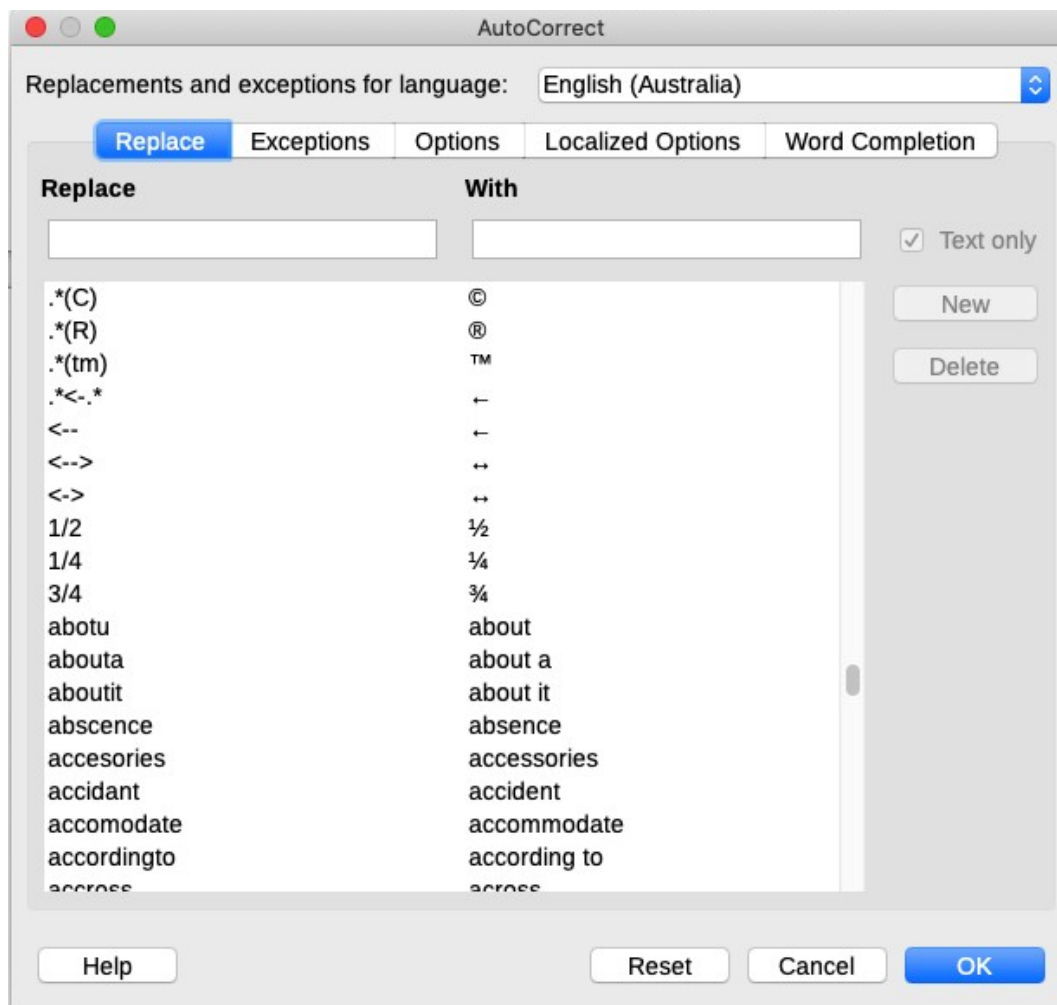 AutoCorrect
Replacements and exceptions for language: English (Australia)
Replace Exceptions Options Localized Options Word Completion
Replace With
Text only
.*(C) ©
.*(R) ®
.*(tm) ™
.*<-.* ←
<-- ←
<--> ↔
<-> ↔
1/2 ½
1/4 ¼
3/4 ¾
abotu about
abouta about a
aboutit about it
abscence absence
accesories accessories
accidant accident
accomodate accommodate
accordingto according to
accross across
New
Delete
Help Reset Cancel OK